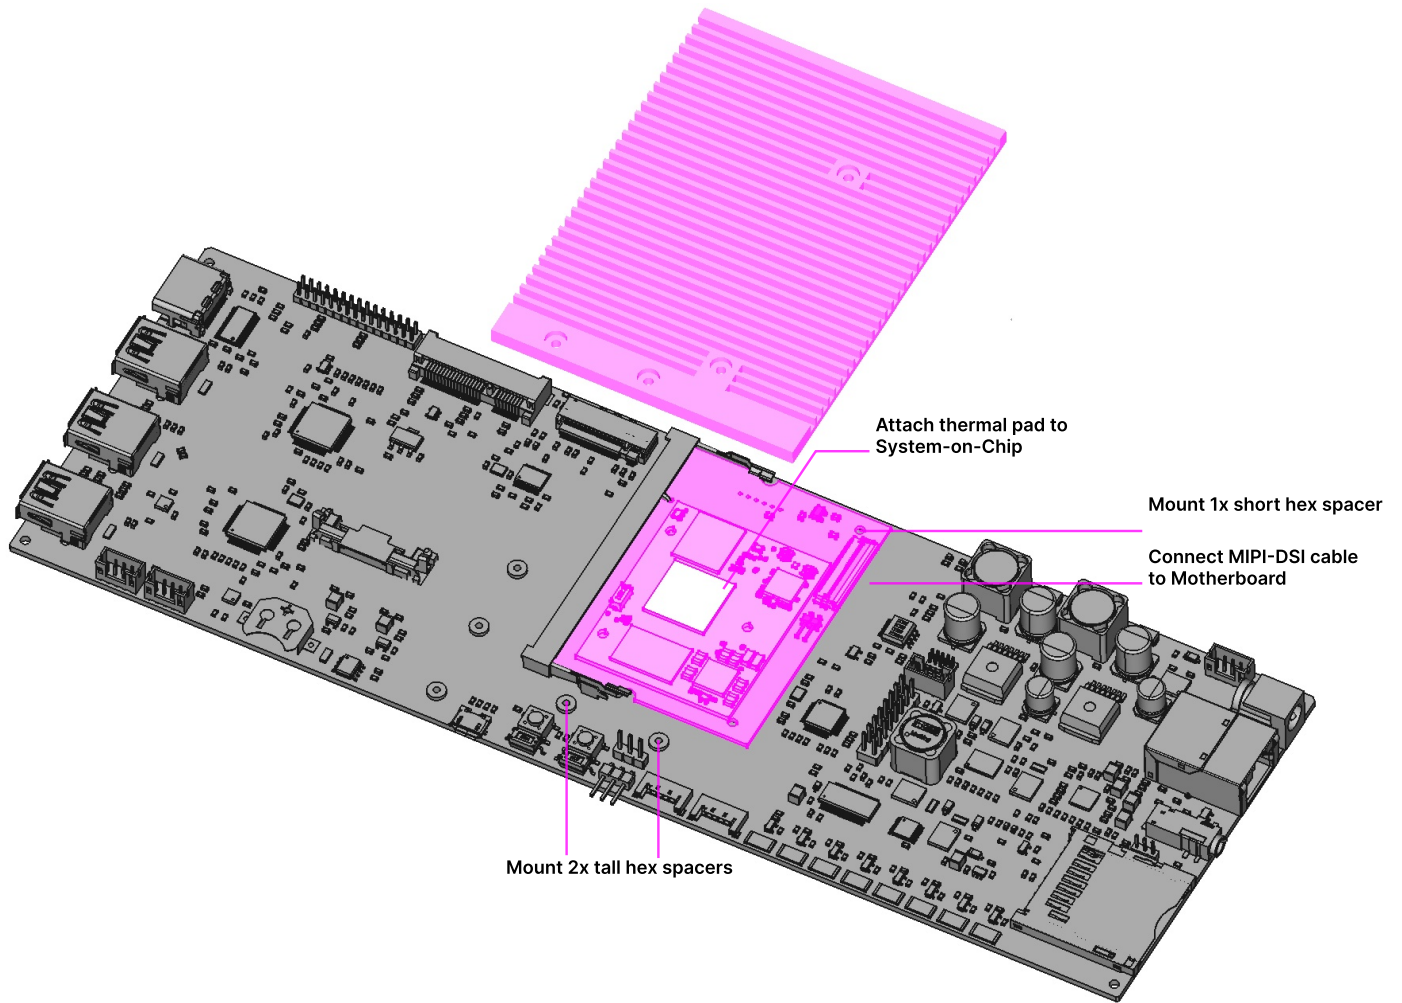 Attach thermal pad to
System-on-Chip
Mount 1x short hex spacer
Connect MIPI-DSI cable
to Motherboard
Mount 2x tall hex spacers